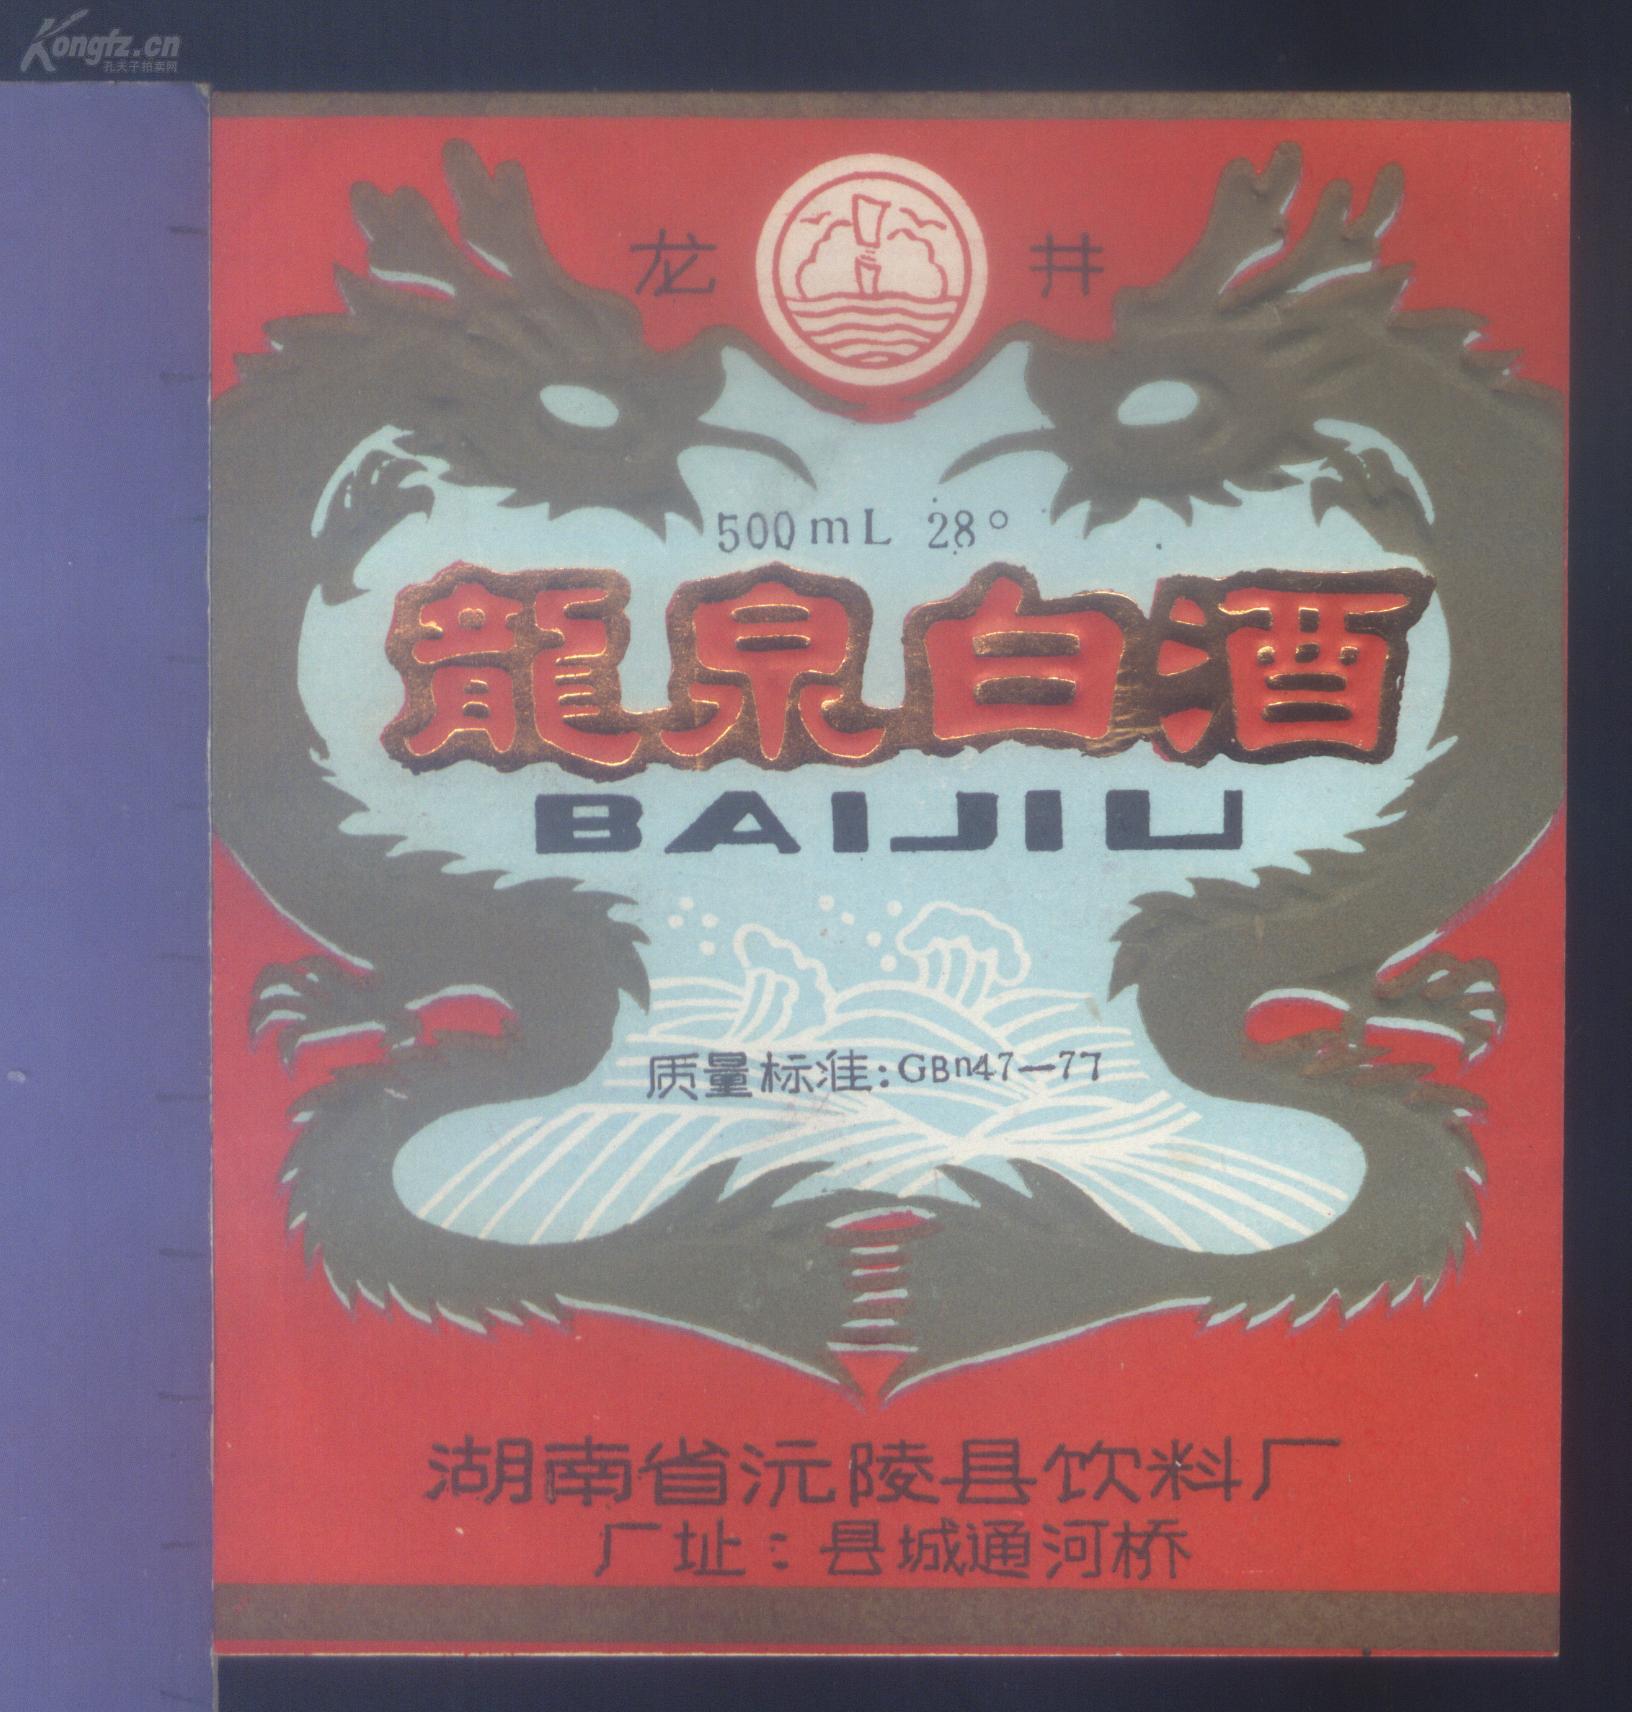 Kongfz.cn
孔夫子拍卖网
龙 井
500mL 28°
龍泉白酒
BAIJIU
质量标准:GBn47—77
湖南省沅陵县饮料厂
厂址:县城通河桥